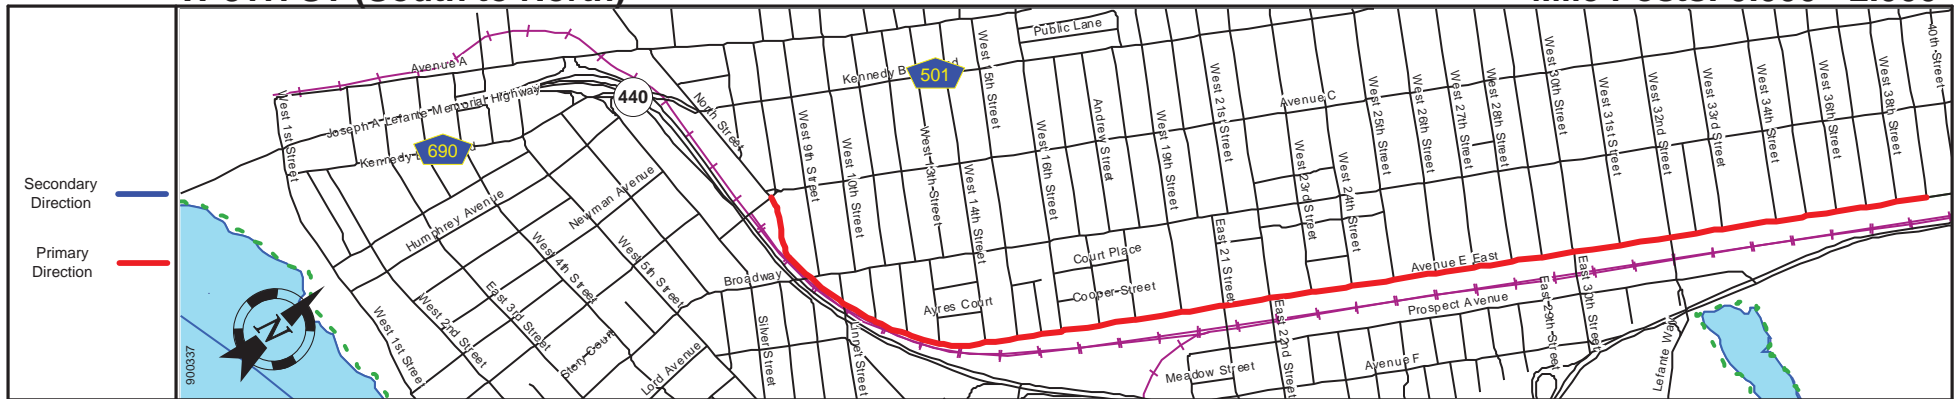 Secondary
Direction
Primary
Direction
900337
N
Avenue A
Joseph A Lefante Memorial Highway
West 1st Street
690
Humphrey Avenue
Newman Avenue
West 4th Street
West 5th Street
East 3rd Street
West 2nd Street
West 1st Street
Story Court
Lord Avenue
440
North Street
Broadway
Silver Street
Linnet Street
Public Lane
501
West 9th Street
West 10th Street
West 13th Street
West 14th Street
West 15th Street
West 16th Street
Andrew Street
West 19th Street
West 21st Street
Avenue C
West 23rd Street
West 24th Street
West 25th Street
West 26th Street
West 27th Street
West 28th Street
West 30th Street
West 31st Street
West 32nd Street
West 33rd Street
West 34th Street
West 36th Street
West 38th Street
40th Street
Court Place
Cooper Street
Ayres Court
East 21 Street
East 22nd Street
Avenue E East
Prospect Avenue
Meadow Street
Avenue F
East 29th Street
East 30th Street
Lefante Way